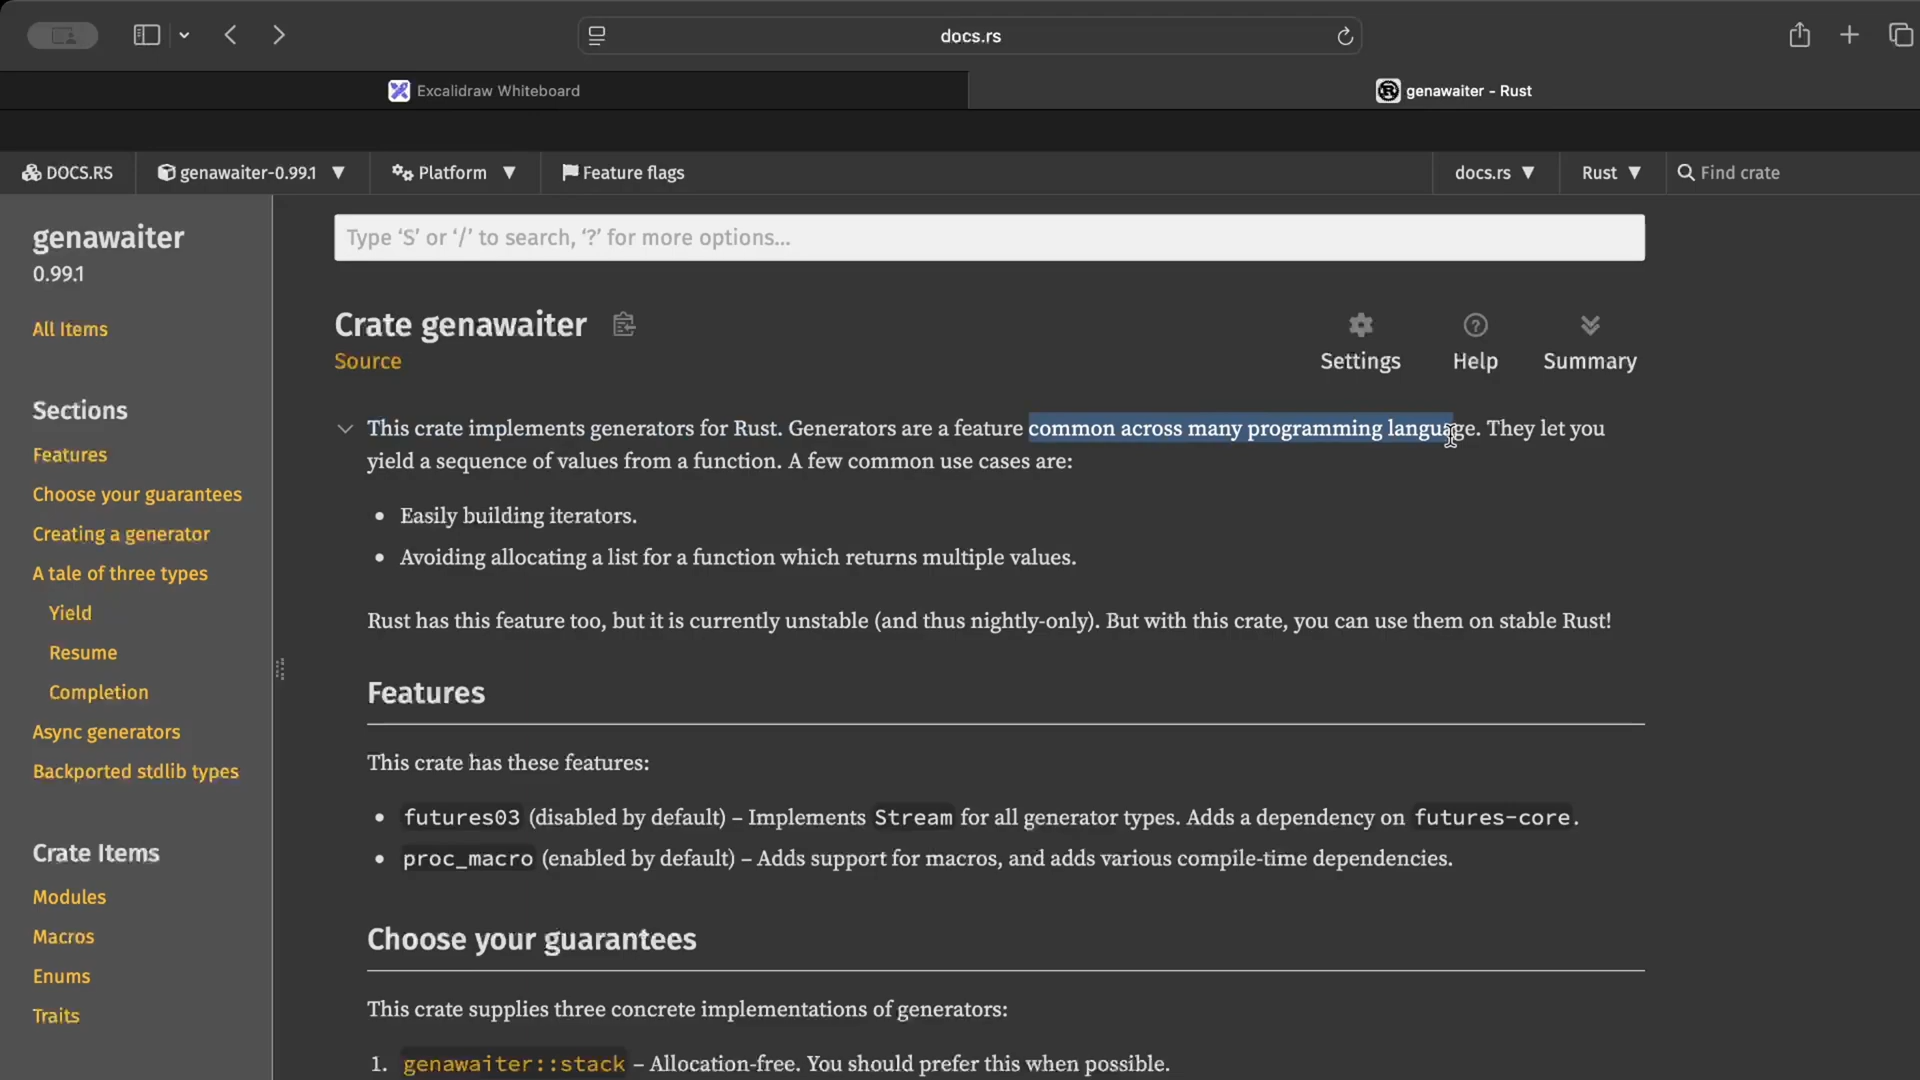 docs.rs
Excalidraw Whiteboard
genawaiter - Rust
DOCS.RS
genawaiter-0.99.1
Platform
Feature flags
docs.rs
Rust
Find crate
genawaiter
0.99.1
All Items
Sections
Features
Choose your guarantees
Creating a generator
A tale of three types
Yield
Resume
Completion
Async generators
Backported stdlib types
Crate Items
Modules
Macros
Enums
Traits
Type ‘S’ or ‘/’ to search, ‘?’ for more options...
Crate genawaiter
Source
Settings
Help
Summary
This crate implements generators for Rust. Generators are a feature common across many programming language. They let you
yield a sequence of values from a function. A few common use cases are:
• Easily building iterators.
• Avoiding allocating a list for a function which returns multiple values.
Rust has this feature too, but it is currently unstable (and thus nightly-only). But with this crate, you can use them on stable Rust!
Features
This crate has these features:
• futures03 (disabled by default) – Implements Stream for all generator types. Adds a dependency on futures-core.
• proc_macro (enabled by default) – Adds support for macros, and adds various compile-time dependencies.
Choose your guarantees
This crate supplies three concrete implementations of generators:
1. genawaiter::stack – Allocation-free. You should prefer this when possible.